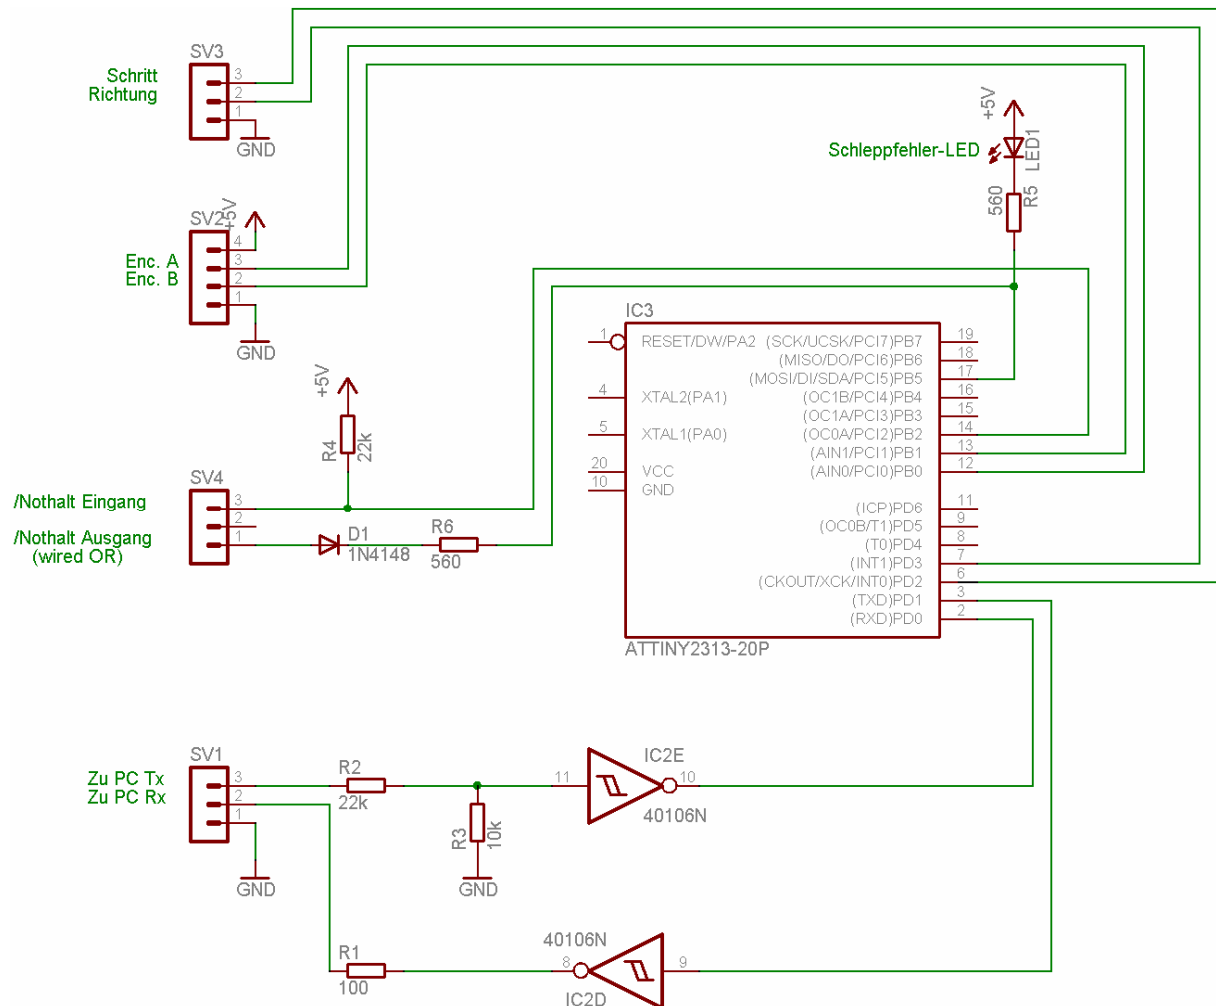 SV3
Schritt
Richtung
3
2
1
GND
+5V
Schleppfehler-LED
LED1
560
R5
SV2
+5V
Enc. A
Enc. B
4
3
2
1
GND
+5V
R4
22k
SV4
/Nothalt Eingang
/Nothalt Ausgang
(wired OR)
3
2
1
D1
1N4148
R6
560
IC3
1
RESET/DW/PA2
(SCK/UCSK/PCI7)PB7
19
(MISO/DO/PCI6)PB6
18
(MOSI/DI/SDA/PCI5)PB5
17
4
XTAL2(PA1)
(OC1B/PCI4)PB4
16
(OC1A/PCI3)PB3
15
5
XTAL1(PA0)
(OC0A/PCI2)PB2
14
(AIN1/PCI1)PB1
13
20
VCC
(AIN0/PCI0)PB0
12
10
GND
(ICP)PD6
11
(OC0B/T1)PD5
9
(T0)PD4
8
(INT1)PD3
7
(CKOUT/XCK/INT0)PD2
6
(TXD)PD1
3
(RXD)PD0
2
ATTINY2313-20P
SV1
Zu PC Tx
Zu PC Rx
3
2
1
GND
R2
22k
R3
10k
GND
11
IC2E
10
40106N
R1
100
40106N
8
9
IC2D